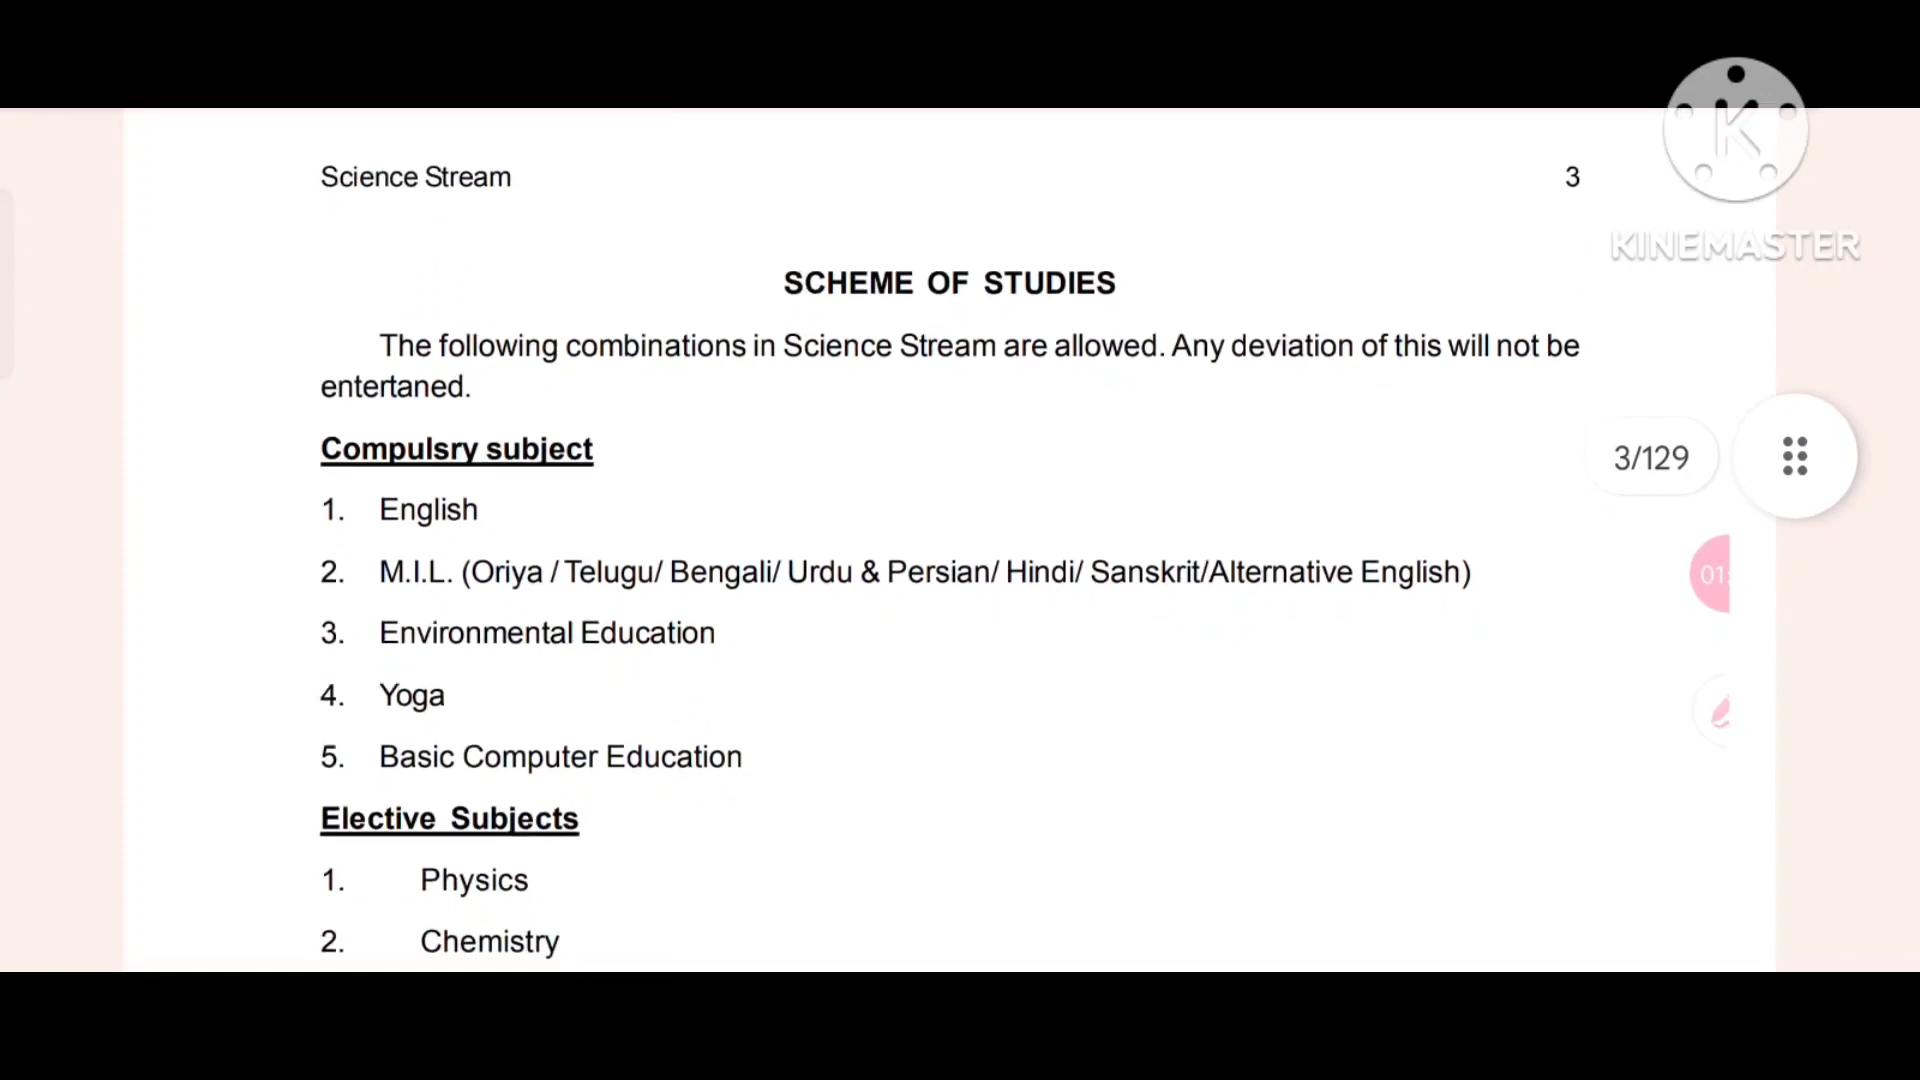 Science Stream 3
K
KINEMASTER
SCHEME OF STUDIES
The following combinations in Science Stream are allowed. Any deviation of this will not be
entertaned.
Compulsry subject
3/129
1. English
2. M.I.L. (Oriya / Telugu/ Bengali/ Urdu & Persian/ Hindi/ Sanskrit/Alternative English)
01:
3. Environmental Education
4. Yoga
5. Basic Computer Education
Elective Subjects
1. Physics
2. Chemistry